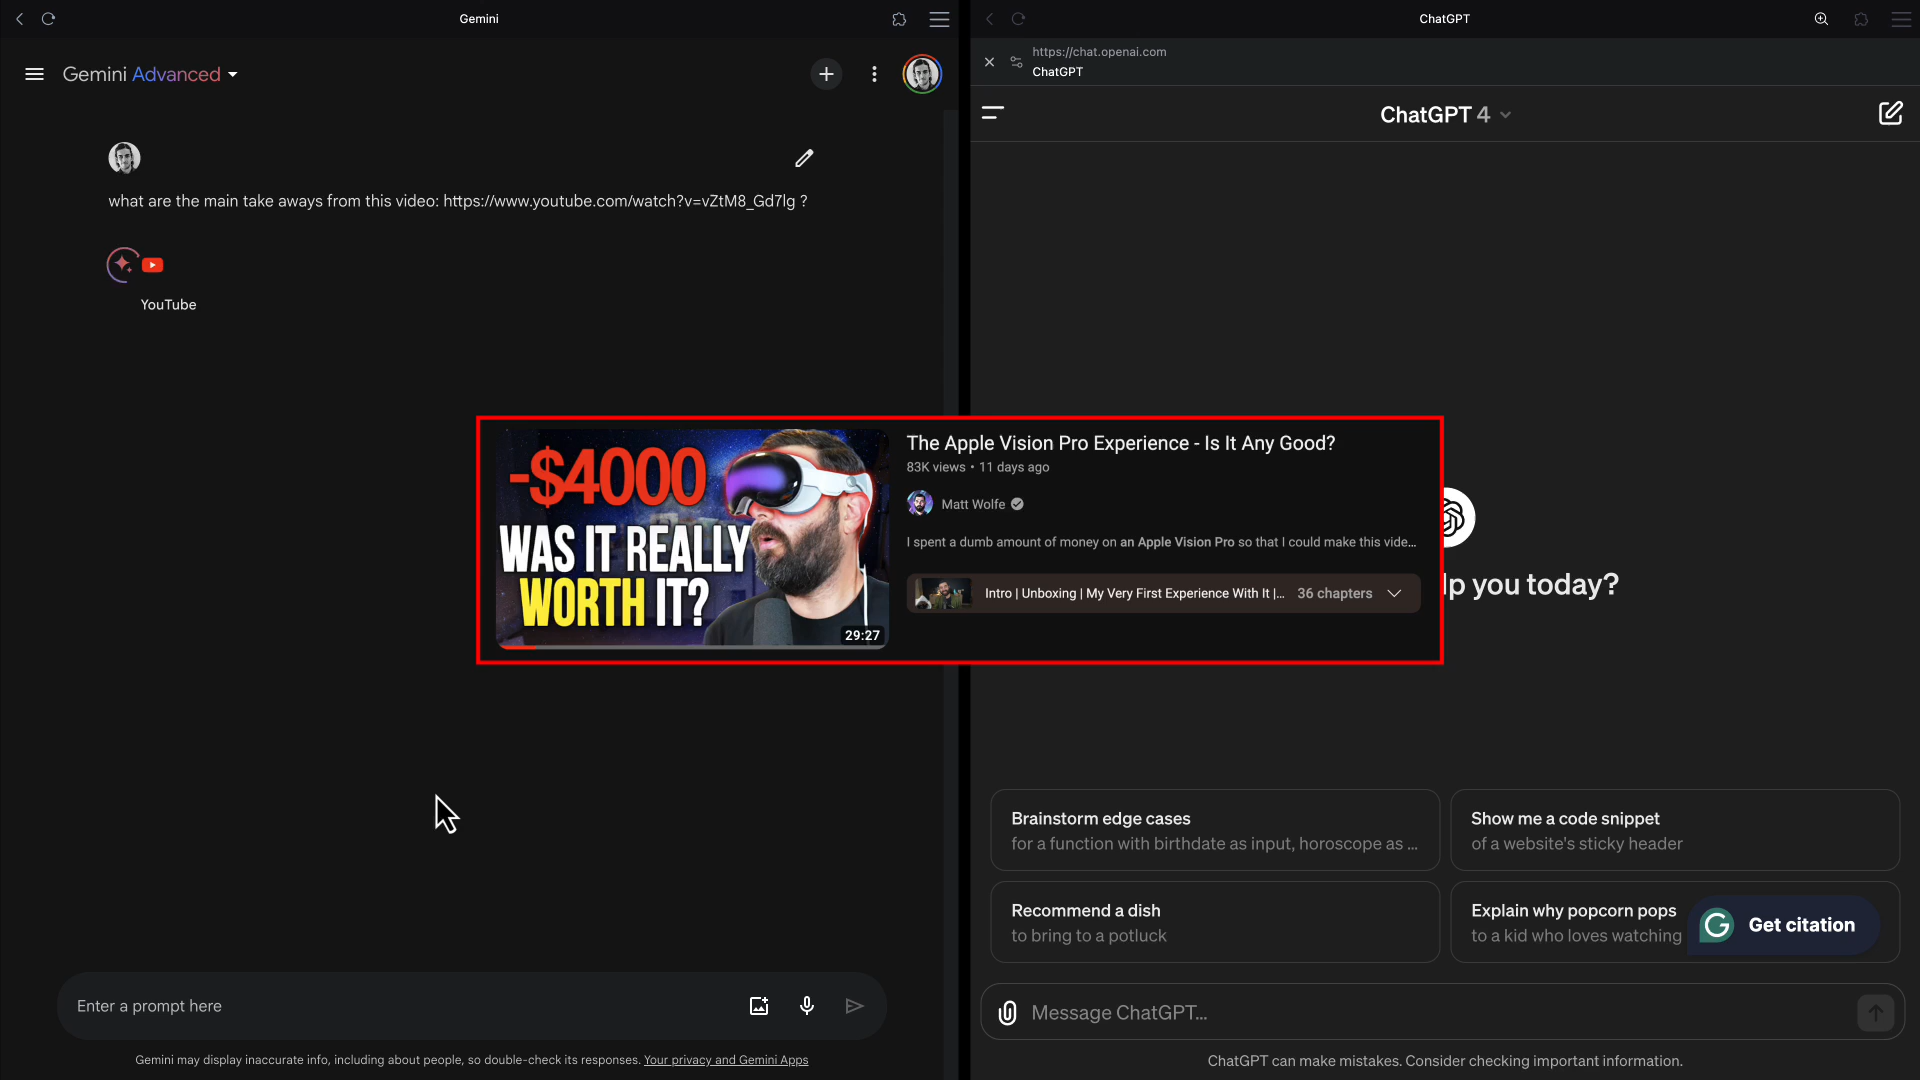 Gemini
Gemini Advanced
what are the main take aways from this video: https://www.youtube.com/watch?v=vZtM8_Gd7lg ?
YouTube
Enter a prompt here
Gemini may display inaccurate info, including about people, so double-check its responses. Your privacy and Gemini Apps
-$4000
WAS IT REALLY
WORTH IT?
29:27
The Apple Vision Pro Experience - Is It Any Good?
83K views • 11 days ago
Matt Wolfe
I spent a dumb amount of money on an Apple Vision Pro so that I could make this vide...
Intro | Unboxing | My Very First Experience With It |... 36 chapters
ChatGPT
https://chat.openai.com
ChatGPT
ChatGPT 4
lp you today?
Brainstorm edge cases
for a function with birthdate as input, horoscope as ...
Show me a code snippet
of a website's sticky header
Recommend a dish
to bring to a potluck
Explain why popcorn pops
to a kid who loves watching
Get citation
Message ChatGPT...
ChatGPT can make mistakes. Consider checking important information.